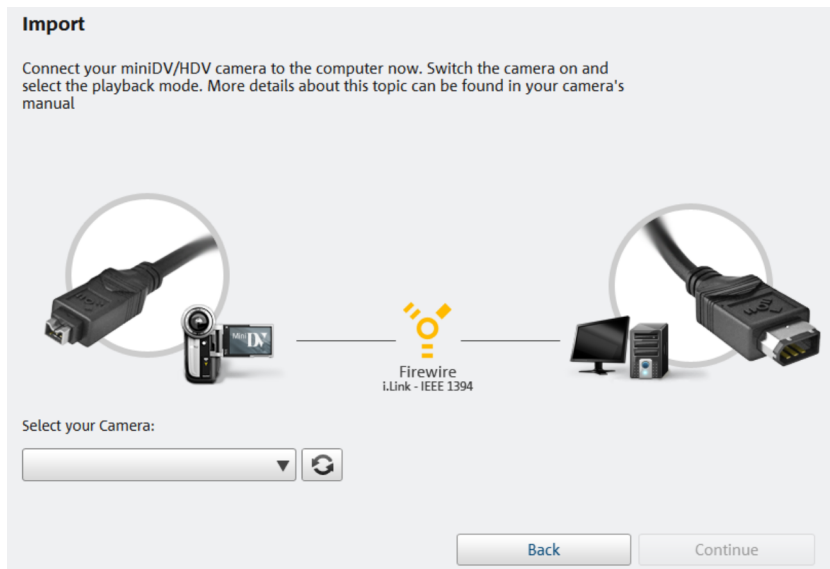 Import
Connect your miniDV/HDV camera to the computer now. Switch the camera on and
select the playback mode. More details about this topic can be found in your camera's
manual
Mini DV
Firewire
i.Link - IEEE 1394
Select your Camera:
Back
Continue